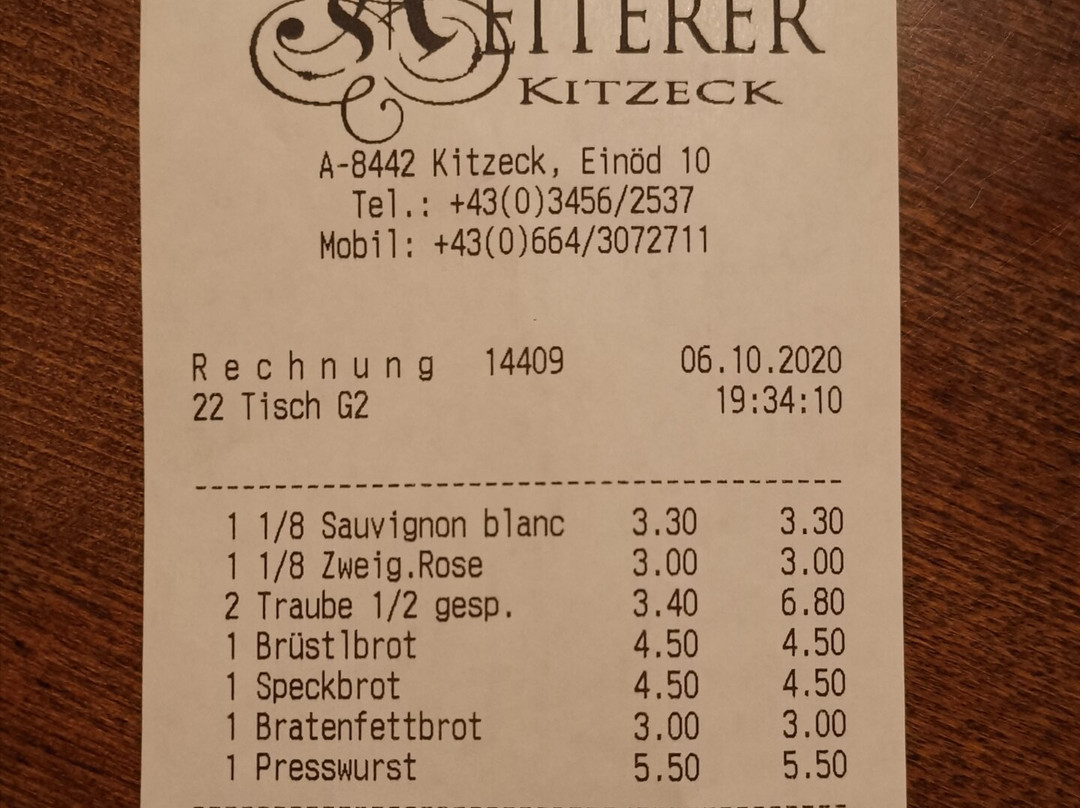 KITZECK
A-8442 Kitzeck, Einöd 10
Tel.: +43(0)3456/2537
Mobil: +43(0)664/3072711
Rechnung 14409 06.10.2020
22 Tisch G2 19:34:10
1 1/8 Sauvignon blanc 3.30 3.30
1 1/8 Zweig.Rose 3.00 3.00
2 Traube 1/2 gesp. 3.40 6.80
1 Brüstlbrot 4.50 4.50
1 Speckbrot 4.50 4.50
1 Bratenfettbrot 3.00 3.00
1 Presswurst 5.50 5.50